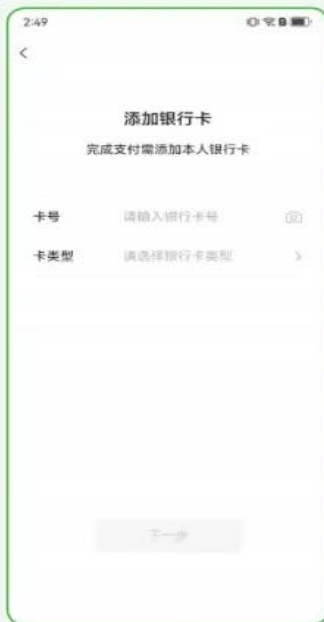 2:49
添加银行卡
完成支付需添加本人银行卡
卡号 请输入银行卡号
卡类型 请选择银行卡类型
下一步